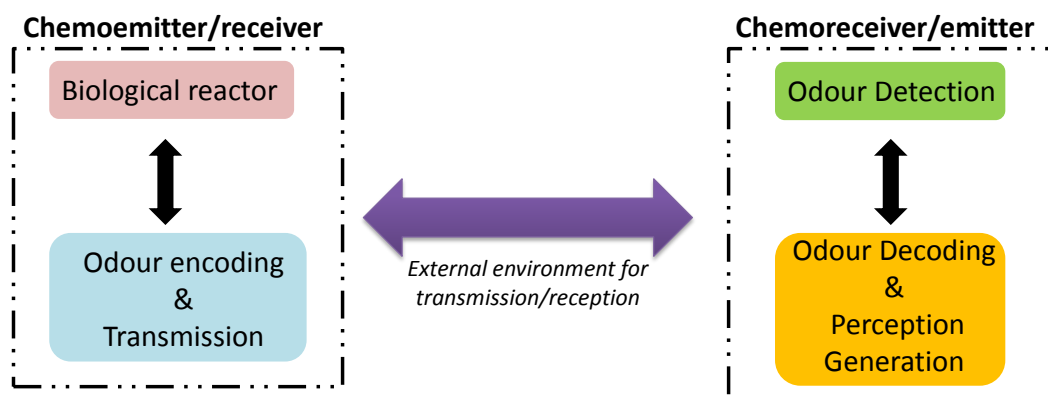 Chemoemitter/receiver
Biological reactor
Odour encoding
&
Transmission
External environment for
transmission/reception
Chemoreceiver/emitter
Odour Detection
Odour Decoding
&
Perception
Generation